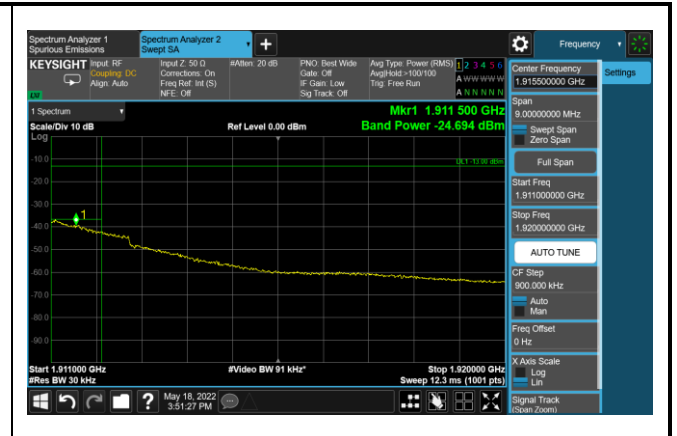 Spectrum Analyzer 1
Spurious Emissions
Spectrum Analyzer 2
Swept SA
+
Frequency
KEYSIGHT
Input: RF
Coupling: DC
Align: Auto
Input Z: 50 Ω
Corrections: On
Freq Ref: Int (S)
NFE: Off
#Atten: 20 dB
PNO: Best Wide
Gate: Off
IF Gain: Low
Sig Track: Off
Avg Type: Power (RMS)
Avg|Hold:>100/100
Trig: Free Run
1 2 3 4 5 6
A W W W W W
A N N N N N
LXI
1 Spectrum
Scale/Div 10 dB
Log
Ref Level 0.00 dBm
Mkr1 1.911 500 GHz
Band Power -24.694 dBm
DL1 -13.00 dBm
-10.0
-20.0
-30.0
-40.0
-50.0
-60.0
-70.0
-80.0
-90.0
1
Start 1.911000 GHz
#Res BW 30 kHz
#Video BW 91 kHz*
Stop 1.920000 GHz
Sweep 12.3 ms (1001 pts)
?
May 18, 2022
3:51:27 PM
Center Frequency
1.915500000 GHz
Settings
Span
9.00000000 MHz
Swept Span
Zero Span
Full Span
Start Freq
1.911000000 GHz
Stop Freq
1.920000000 GHz
AUTO TUNE
CF Step
900.000 kHz
Auto
Man
Freq Offset
0 Hz
X Axis Scale
Log
Lin
Signal Track
(Span Zoom)